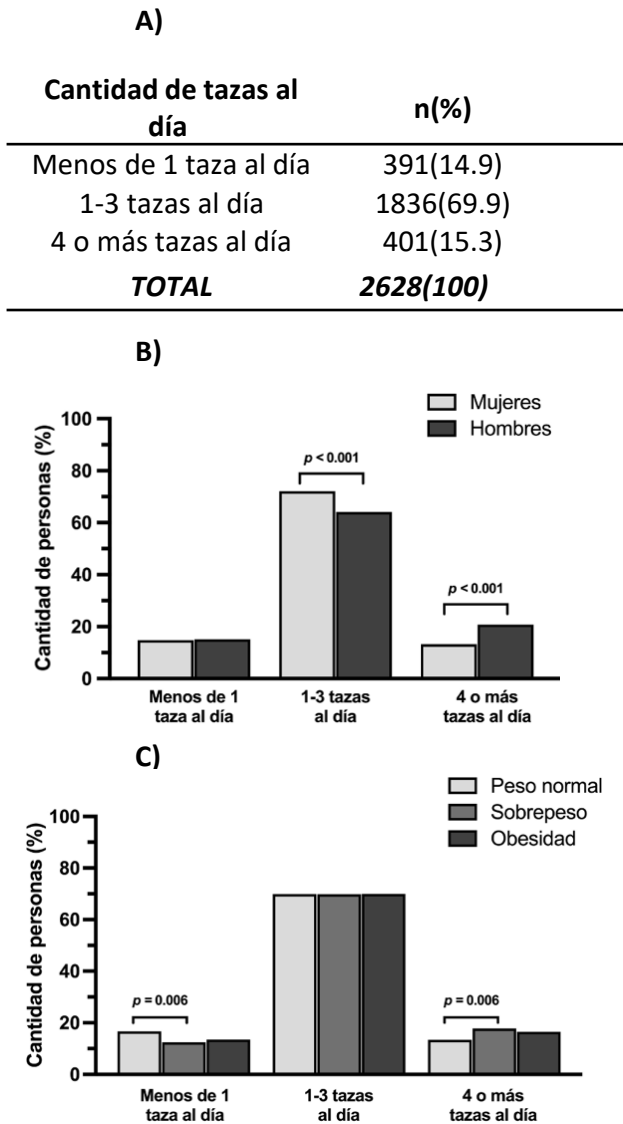 A)
Cantidad de tazas al
día
n(%)
Menos de 1 taza al día 391(14.9)
1-3 tazas al día 1836(69.9)
4 o más tazas al día 401(15.3)
TOTAL 2628(100)
B)
Mujeres
Hombres
Cantidad de personas (%)
100
80
60
40
20
0
p < 0.001
p < 0.001
Menos de 1
taza al día
1-3 tazas
al día
4 o más
tazas al día
C)
Peso normal
Sobrepeso
Obesidad
Cantidad de personas (%)
100
80
60
40
20
0
p = 0.006
p = 0.006
Menos de 1
taza al día
1-3 tazas
al día
4 o más
tazas al día